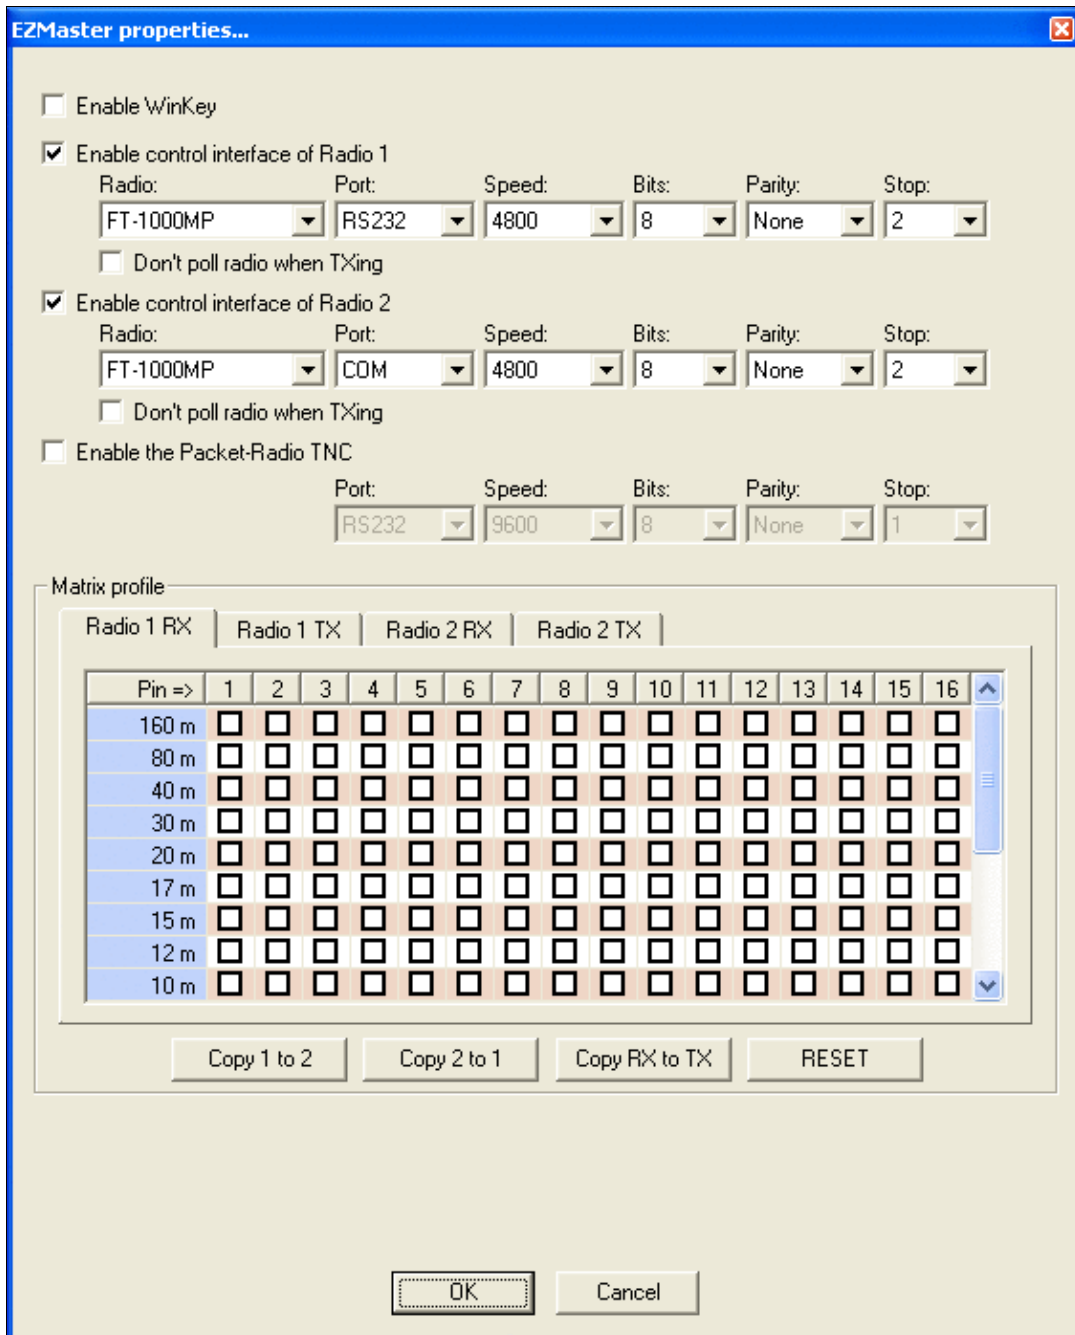 EZMaster properties...
Enable WinKey
Enable control interface of Radio 1
Radio: Port: Speed: Bits: Parity: Stop:
FT-1000MP RS232 4800 8 None 2
Don't poll radio when TXing
Enable control interface of Radio 2
Radio: Port: Speed: Bits: Parity: Stop:
FT-1000MP COM 4800 8 None 2
Don't poll radio when TXing
Enable the Packet-Radio TNC
Port: Speed: Bits: Parity: Stop:
RS232 9600 8 None 1
Matrix profile
Radio 1 RX Radio 1 TX Radio 2 RX Radio 2 TX
Pin => 1 2 3 4 5 6 7 8 9 10 11 12 13 14 15 16
160 m
80 m
40 m
30 m
20 m
17 m
15 m
12 m
10 m
Copy 1 to 2 Copy 2 to 1 Copy RX to TX RESET
OK Cancel